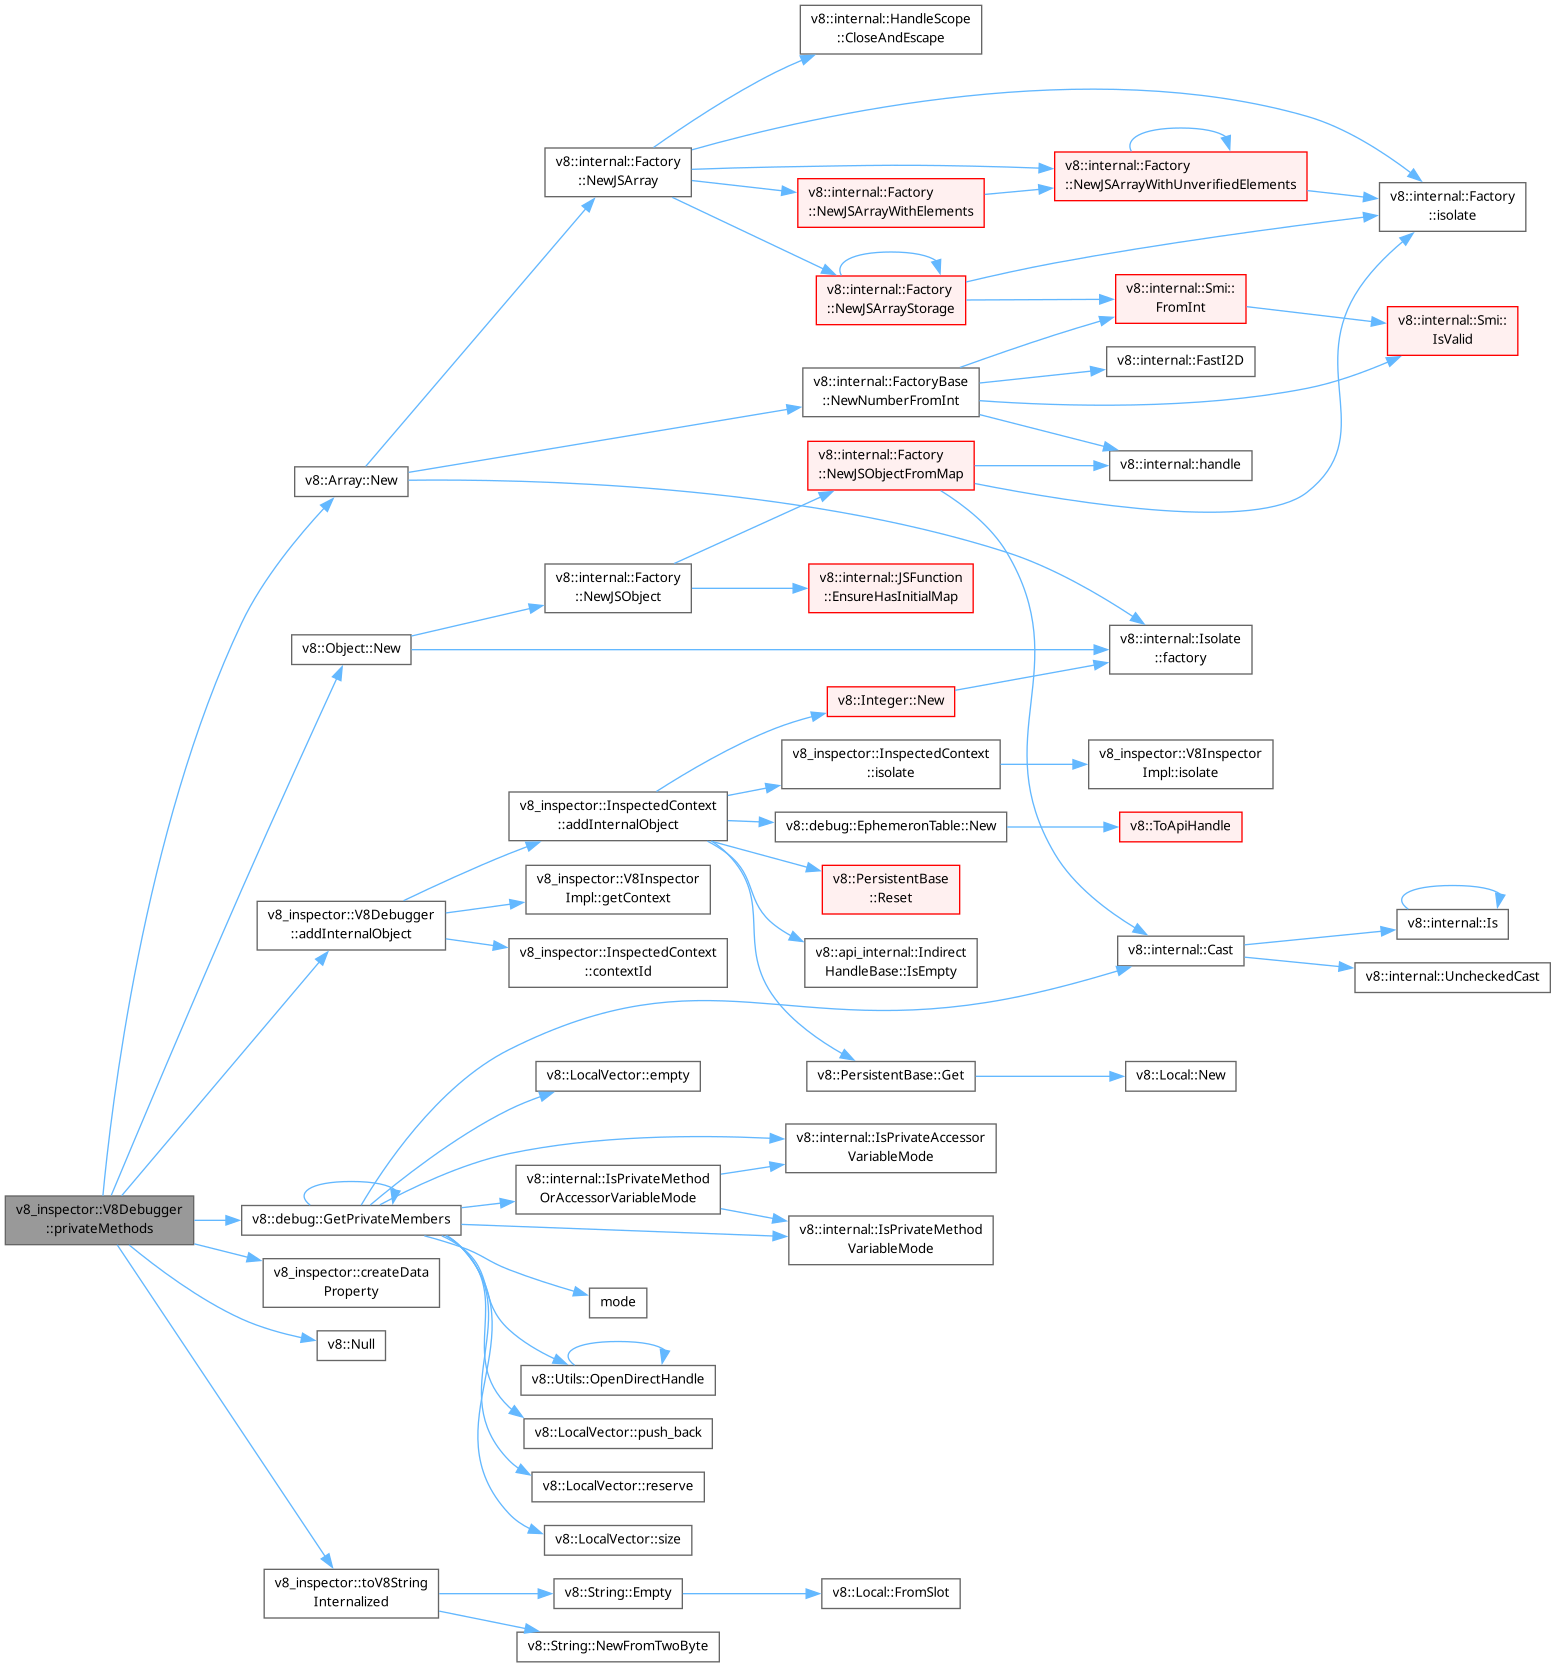 v8::internal::HandleScope
::CloseAndEscape
v8::internal::Factory
::NewJSArray
v8::internal::Factory
::NewJSArrayWithUnverifiedElements
v8::internal::Factory
::NewJSArrayWithElements
v8::internal::Factory
::isolate
v8::internal::Factory
::NewJSArrayStorage
v8::internal::Smi::
FromInt
v8::internal::Smi::
IsValid
v8::internal::FastI2D
v8::internal::FactoryBase
::NewNumberFromInt
v8::internal::Factory
::NewJSObjectFromMap
v8::internal::handle
v8::Array::New
v8::internal::Factory
::NewJSObject
v8::internal::JSFunction
::EnsureHasInitialMap
v8::Object::New
v8::internal::Isolate
::factory
v8::Integer::New
v8_inspector::InspectedContext
::isolate
v8_inspector::V8Inspector
Impl::isolate
v8_inspector::InspectedContext
::addInternalObject
v8::debug::EphemeronTable::New
v8::ToApiHandle
v8_inspector::V8Inspector
Impl::getContext
v8::PersistentBase
::Reset
v8_inspector::V8Debugger
::addInternalObject
v8_inspector::InspectedContext
::contextId
v8::api_internal::Indirect
HandleBase::IsEmpty
v8::internal::Cast
v8::internal::Is
v8::internal::UncheckedCast
v8::LocalVector::empty
v8::PersistentBase::Get
v8::Local::New
v8::internal::IsPrivateAccessor
VariableMode
v8::internal::IsPrivateMethod
OrAccessorVariableMode
v8_inspector::V8Debugger
::privateMethods
v8::debug::GetPrivateMembers
v8::internal::IsPrivateMethod
VariableMode
v8_inspector::createData
Property
mode
v8::Null
v8::Utils::OpenDirectHandle
v8::LocalVector::push_back
v8::LocalVector::reserve
v8::LocalVector::size
v8_inspector::toV8String
Internalized
v8::String::Empty
v8::Local::FromSlot
v8::String::NewFromTwoByte